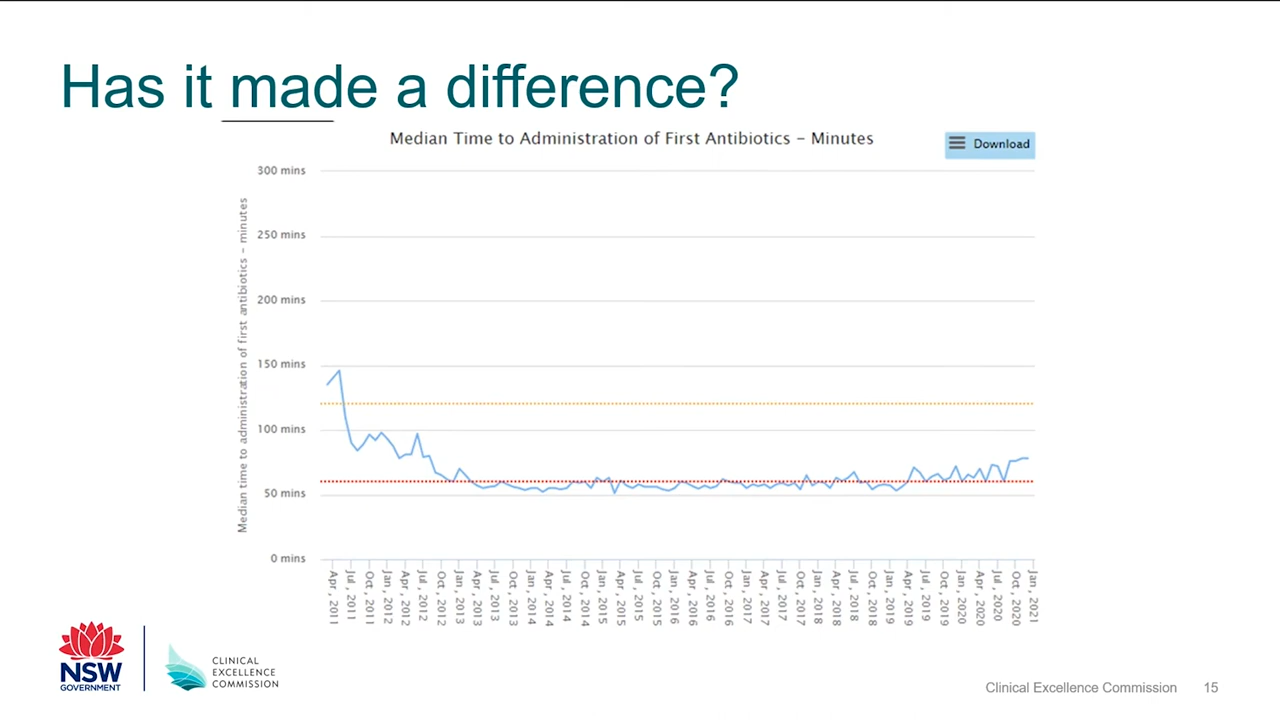 Has it made a difference?
Median Time to Administration of First Antibiotics - Minutes
Download
Median time to administration of first antibiotics - minutes
300 mins
250 mins
200 mins
150 mins
100 mins
50 mins
0 mins
Apr, 2011
Jul, 2011
Oct, 2011
Jan, 2012
Apr, 2012
Jul, 2012
Oct, 2012
Jan, 2013
Apr, 2013
Jul, 2013
Oct, 2013
Jan, 2014
Apr, 2014
Jul, 2014
Oct, 2014
Jan, 2015
Apr, 2015
Jul, 2015
Oct, 2015
Jan, 2016
Apr, 2016
Jul, 2016
Oct, 2016
Jan, 2017
Apr, 2017
Jul, 2017
Oct, 2017
Jan, 2018
Apr, 2018
Jul, 2018
Oct, 2018
Jan, 2019
Apr, 2019
Jul, 2019
Oct, 2019
Jan, 2020
Apr, 2020
Jul, 2020
Oct, 2020
Jan, 2021
NSW
GOVERNMENT
CLINICAL
EXCELLENCE
COMMISSION
Clinical Excellence Commission 15